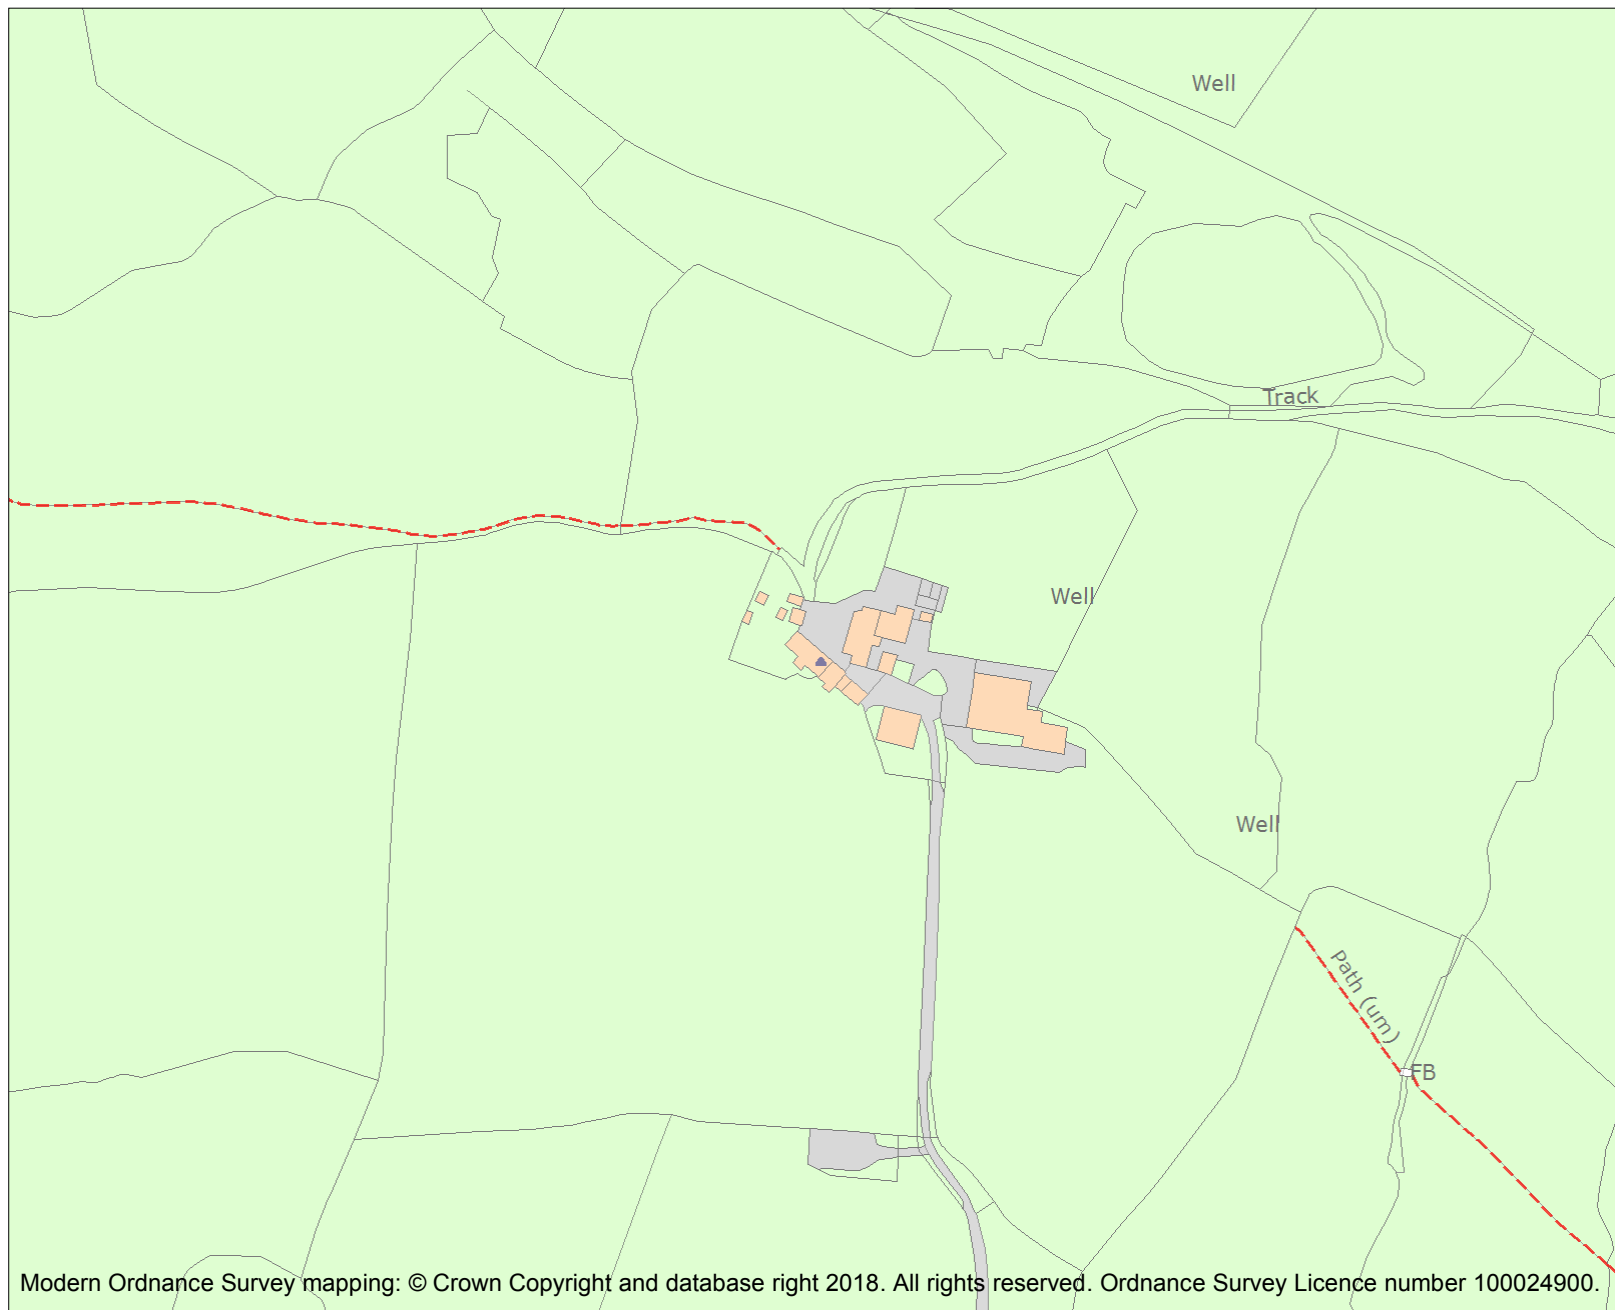 Well
Track
Well
Well
Path (um)
FB
Modern Ordnance Survey mapping: © Crown Copyright and database right 2018. All rights reserved. Ordnance Survey Licence number 100024900.